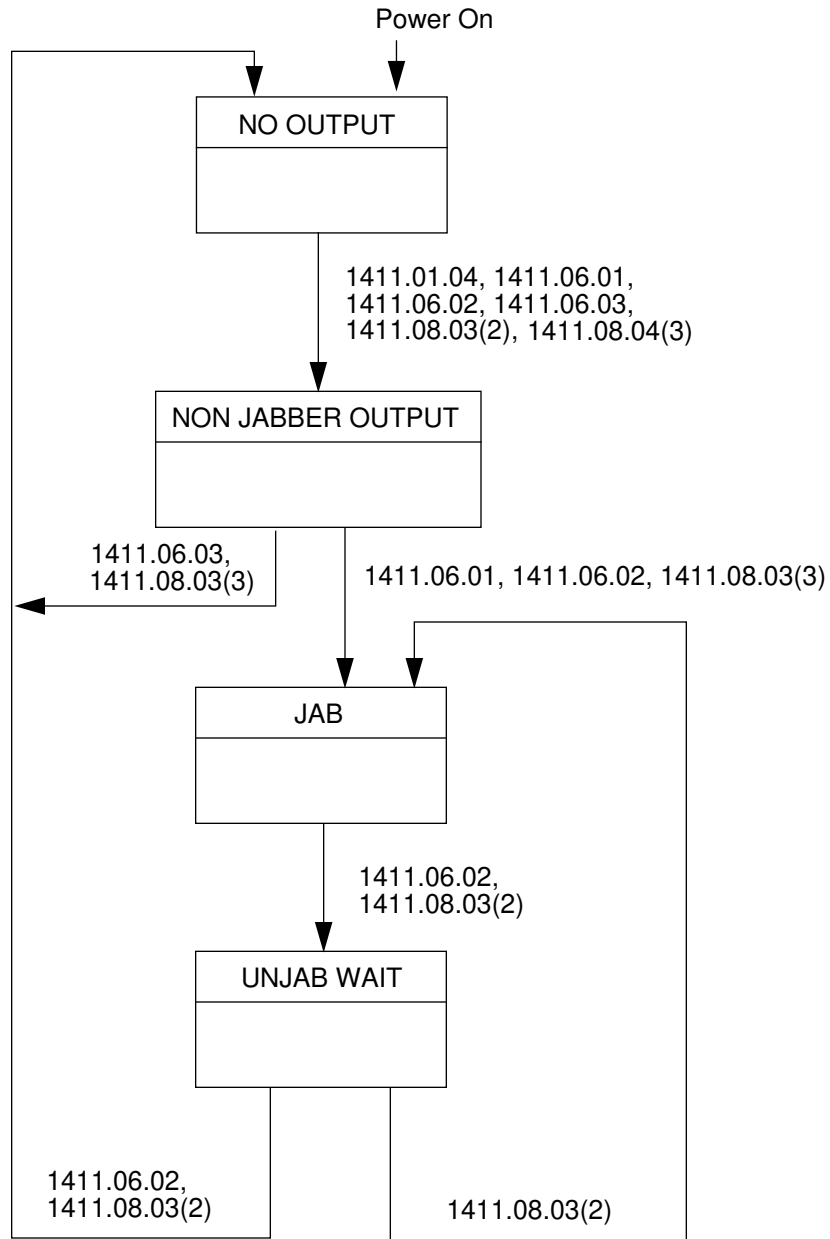 Power On
NO OUTPUT
1411.01.04, 1411.06.01,
1411.06.02, 1411.06.03,
1411.08.03(2), 1411.08.04(3)
NON JABBER OUTPUT
1411.06.03,
1411.08.03(3)
1411.06.01, 1411.06.02, 1411.08.03(3)
JAB
1411.06.02,
1411.08.03(2)
UNJAB WAIT
1411.06.02,
1411.08.03(2)
1411.08.03(2)